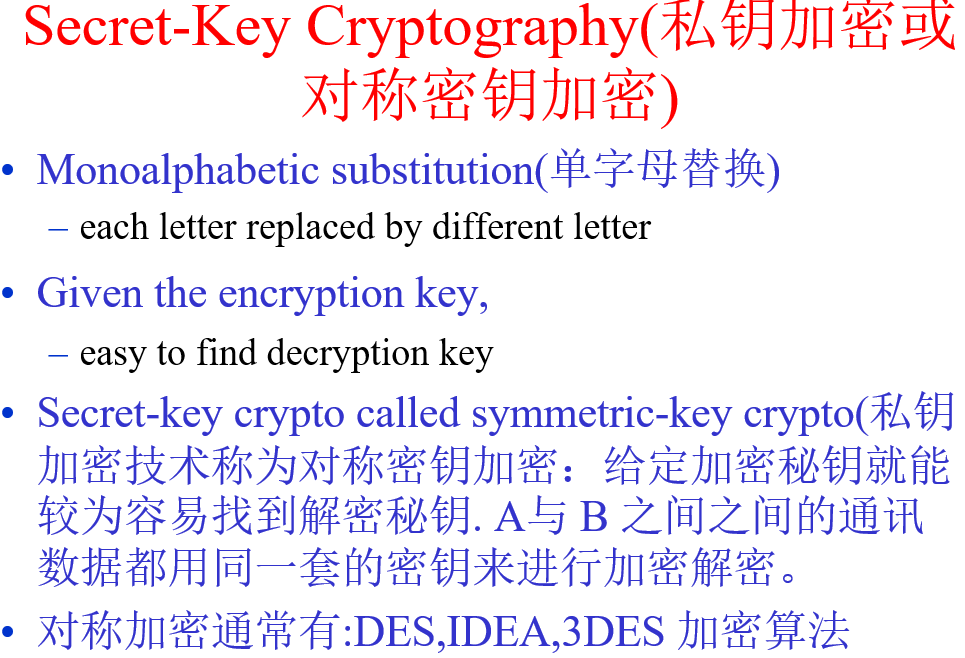 Secret-Key Cryptography(私钥加密或
对称密钥加密)
• Monoalphabetic substitution(单字母替换)
– each letter replaced by different letter
• Given the encryption key,
– easy to find decryption key
• Secret-key crypto called symmetric-key crypto(私钥
加密技术称为对称密钥加密：给定加密秘钥就能
较为容易找到解密秘钥. A与 B 之间之间的通讯
数据都用同一套的密钥来进行加密解密。
• 对称加密通常有:DES,IDEA,3DES 加密算法